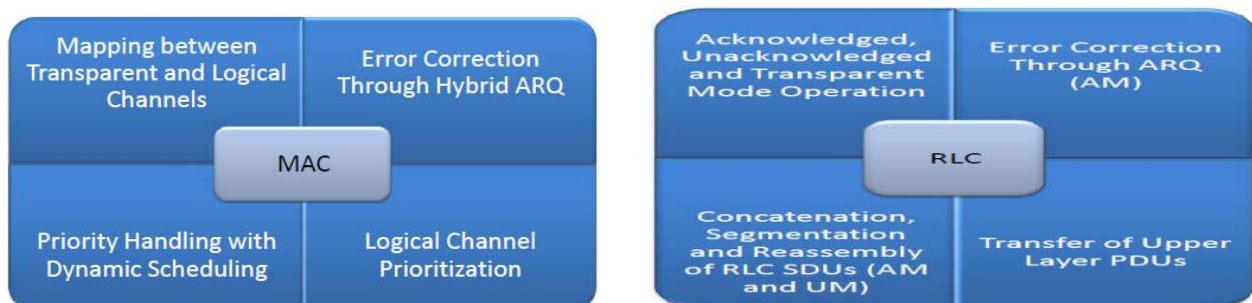 Mapping between
Transparent and Logical
Channels
Error Correction
Through Hybrid ARQ
MAC
Priority Handling with
Dynamic Scheduling
Logical Channel
Prioritization
Acknowledged,
Unacknowledged
and Transparent
Mode Operation
Error Correction
Through ARQ
(AM)
RLC
Concatenation,
Segmentation
and Reassembly
of RLC SDUs (AM
and UM)
Transfer of Upper
Layer PDUs